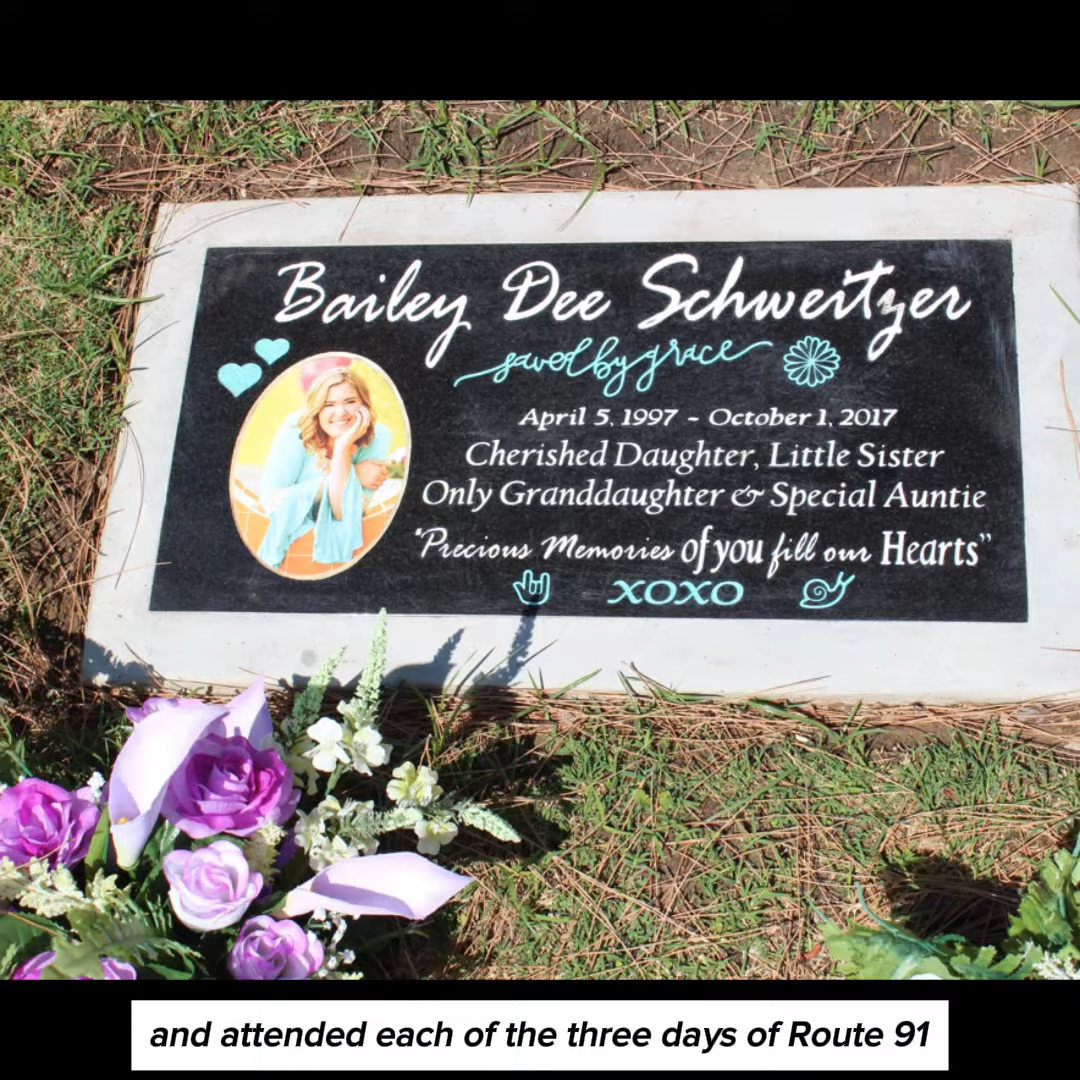 Bailey Dee Schweitzer
saved by grace
April 5, 1997 - October 1, 2017
Cherished Daughter, Little Sister
Only Granddaughter & Special Auntie
"Precious Memories of you fill our Hearts"
XOXO
and attended each of the three days of Route 91